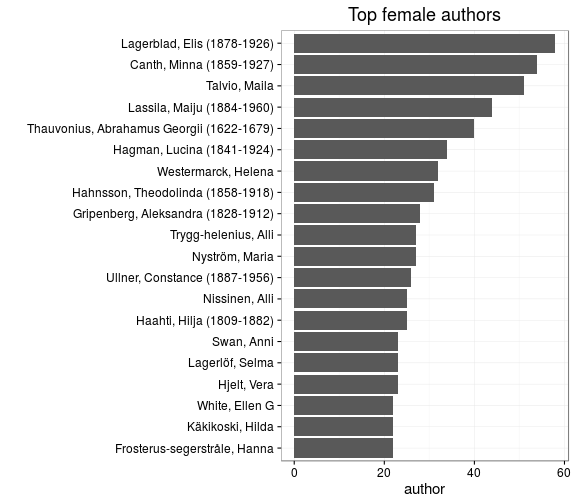 Top female authors
Lagerblad, Elis (1878-1926)
Canth, Minna (1859-1927)
Talvio, Maila
Lassila, Maiju (1884-1960)
Thauvonius, Abrahamus Georgii (1622-1679)
Hagman, Lucina (1841-1924)
Westermarck, Helena
Hahnsson, Theodolinda (1858-1918)
Gripenberg, Aleksandra (1828-1912)
Trygg-helenius, Alli
Nyström, Maria
Ullner, Constance (1887-1956)
Nissinen, Alli
Haahti, Hilja (1809-1882)
Swan, Anni
Lagerlöf, Selma
Hjelt, Vera
White, Ellen G
Käkikoski, Hilda
Frosterus-segerstråle, Hanna
0 20 40 60
author